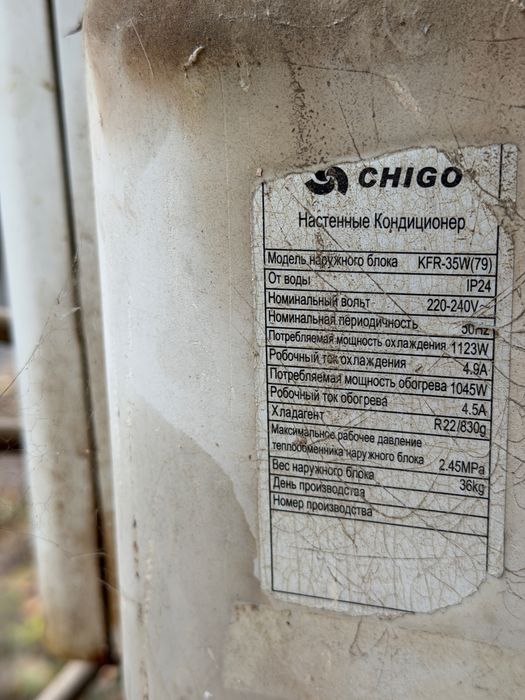 CHIGO
Настенные Кондиционер
Модель наружного блока KFR-35W(79)
От воды IP24
Номинальный вольт 220-240V~
Номинальная периодичность 50Hz
Потребляемая мощность охлаждения 1123W
Робочный ток охлаждения 4.9A
Потребляемая мощность обогрева 1045W
Робочный ток обогрева 4.5A
Хладагент R22/830g
Максимальное рабочее давление
теплообменника наружного блока 2.45MPa
Вес наружного блока 36kg
День производства
Номер производства